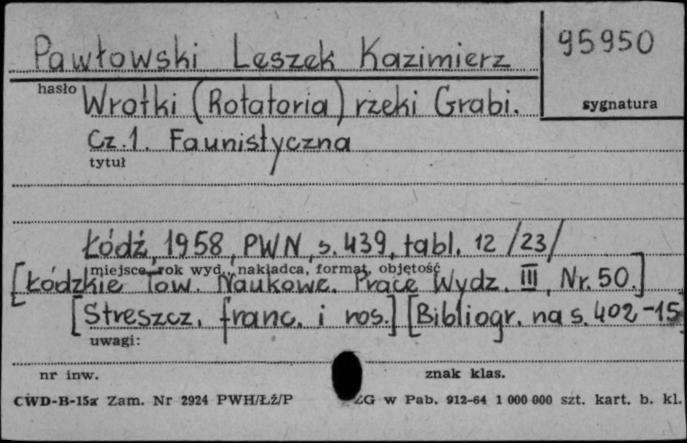 Pawłowski Leszek Kazimierz
95950
hasło
sygnatura
Wrotki (Rotatoria) rzeki Grabi.
Cz.1. Faunistyczna
tytuł
Łódź, 1958, PWN, s. 439, tabl. 12 /23/
miejsce, rok wyd., nakładca, format, objętość
[Łódzkie Tow. Naukowe. Prace Wydz. III, Nr. 50.]
[Streszcz. franc. i ros.] [Bibliogr. na s. 402-15
uwagi:
nr inw.
znak klas.
CWD-B-15a Zam. Nr 2924 PWH/Łź/P
ZG w Pab. 912-64 1 000 000 szt. kart. b. kl.